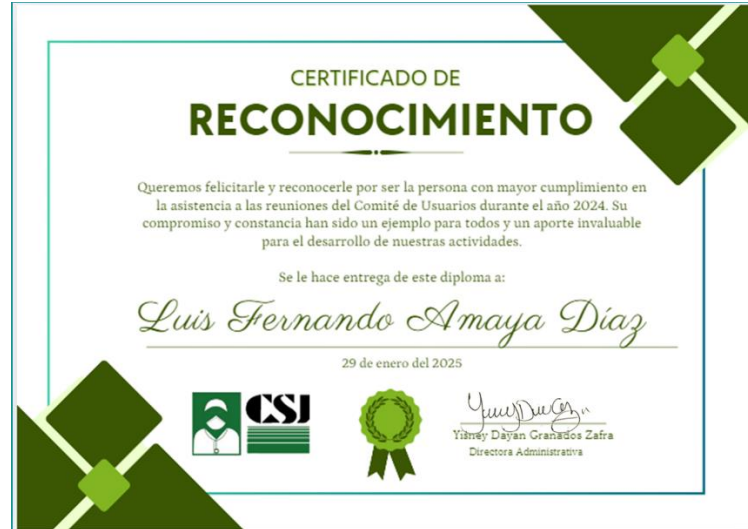 CERTIFICADO DE
RECONOCIMIENTO
Queremos felicitarle y reconocerle por ser la persona con mayor cumplimiento en
la asistencia a las reuniones del Comité de Usuarios durante el año 2024. Su
compromiso y constancia han sido un ejemplo para todos y un aporte invaluable
para el desarrollo de nuestras actividades.
Se le hace entrega de este diploma a:
Luis Fernando Amaya Díaz
29 de enero del 2025
CSJ
Yisney Dayan Granados Zafra
Directora Administrativa